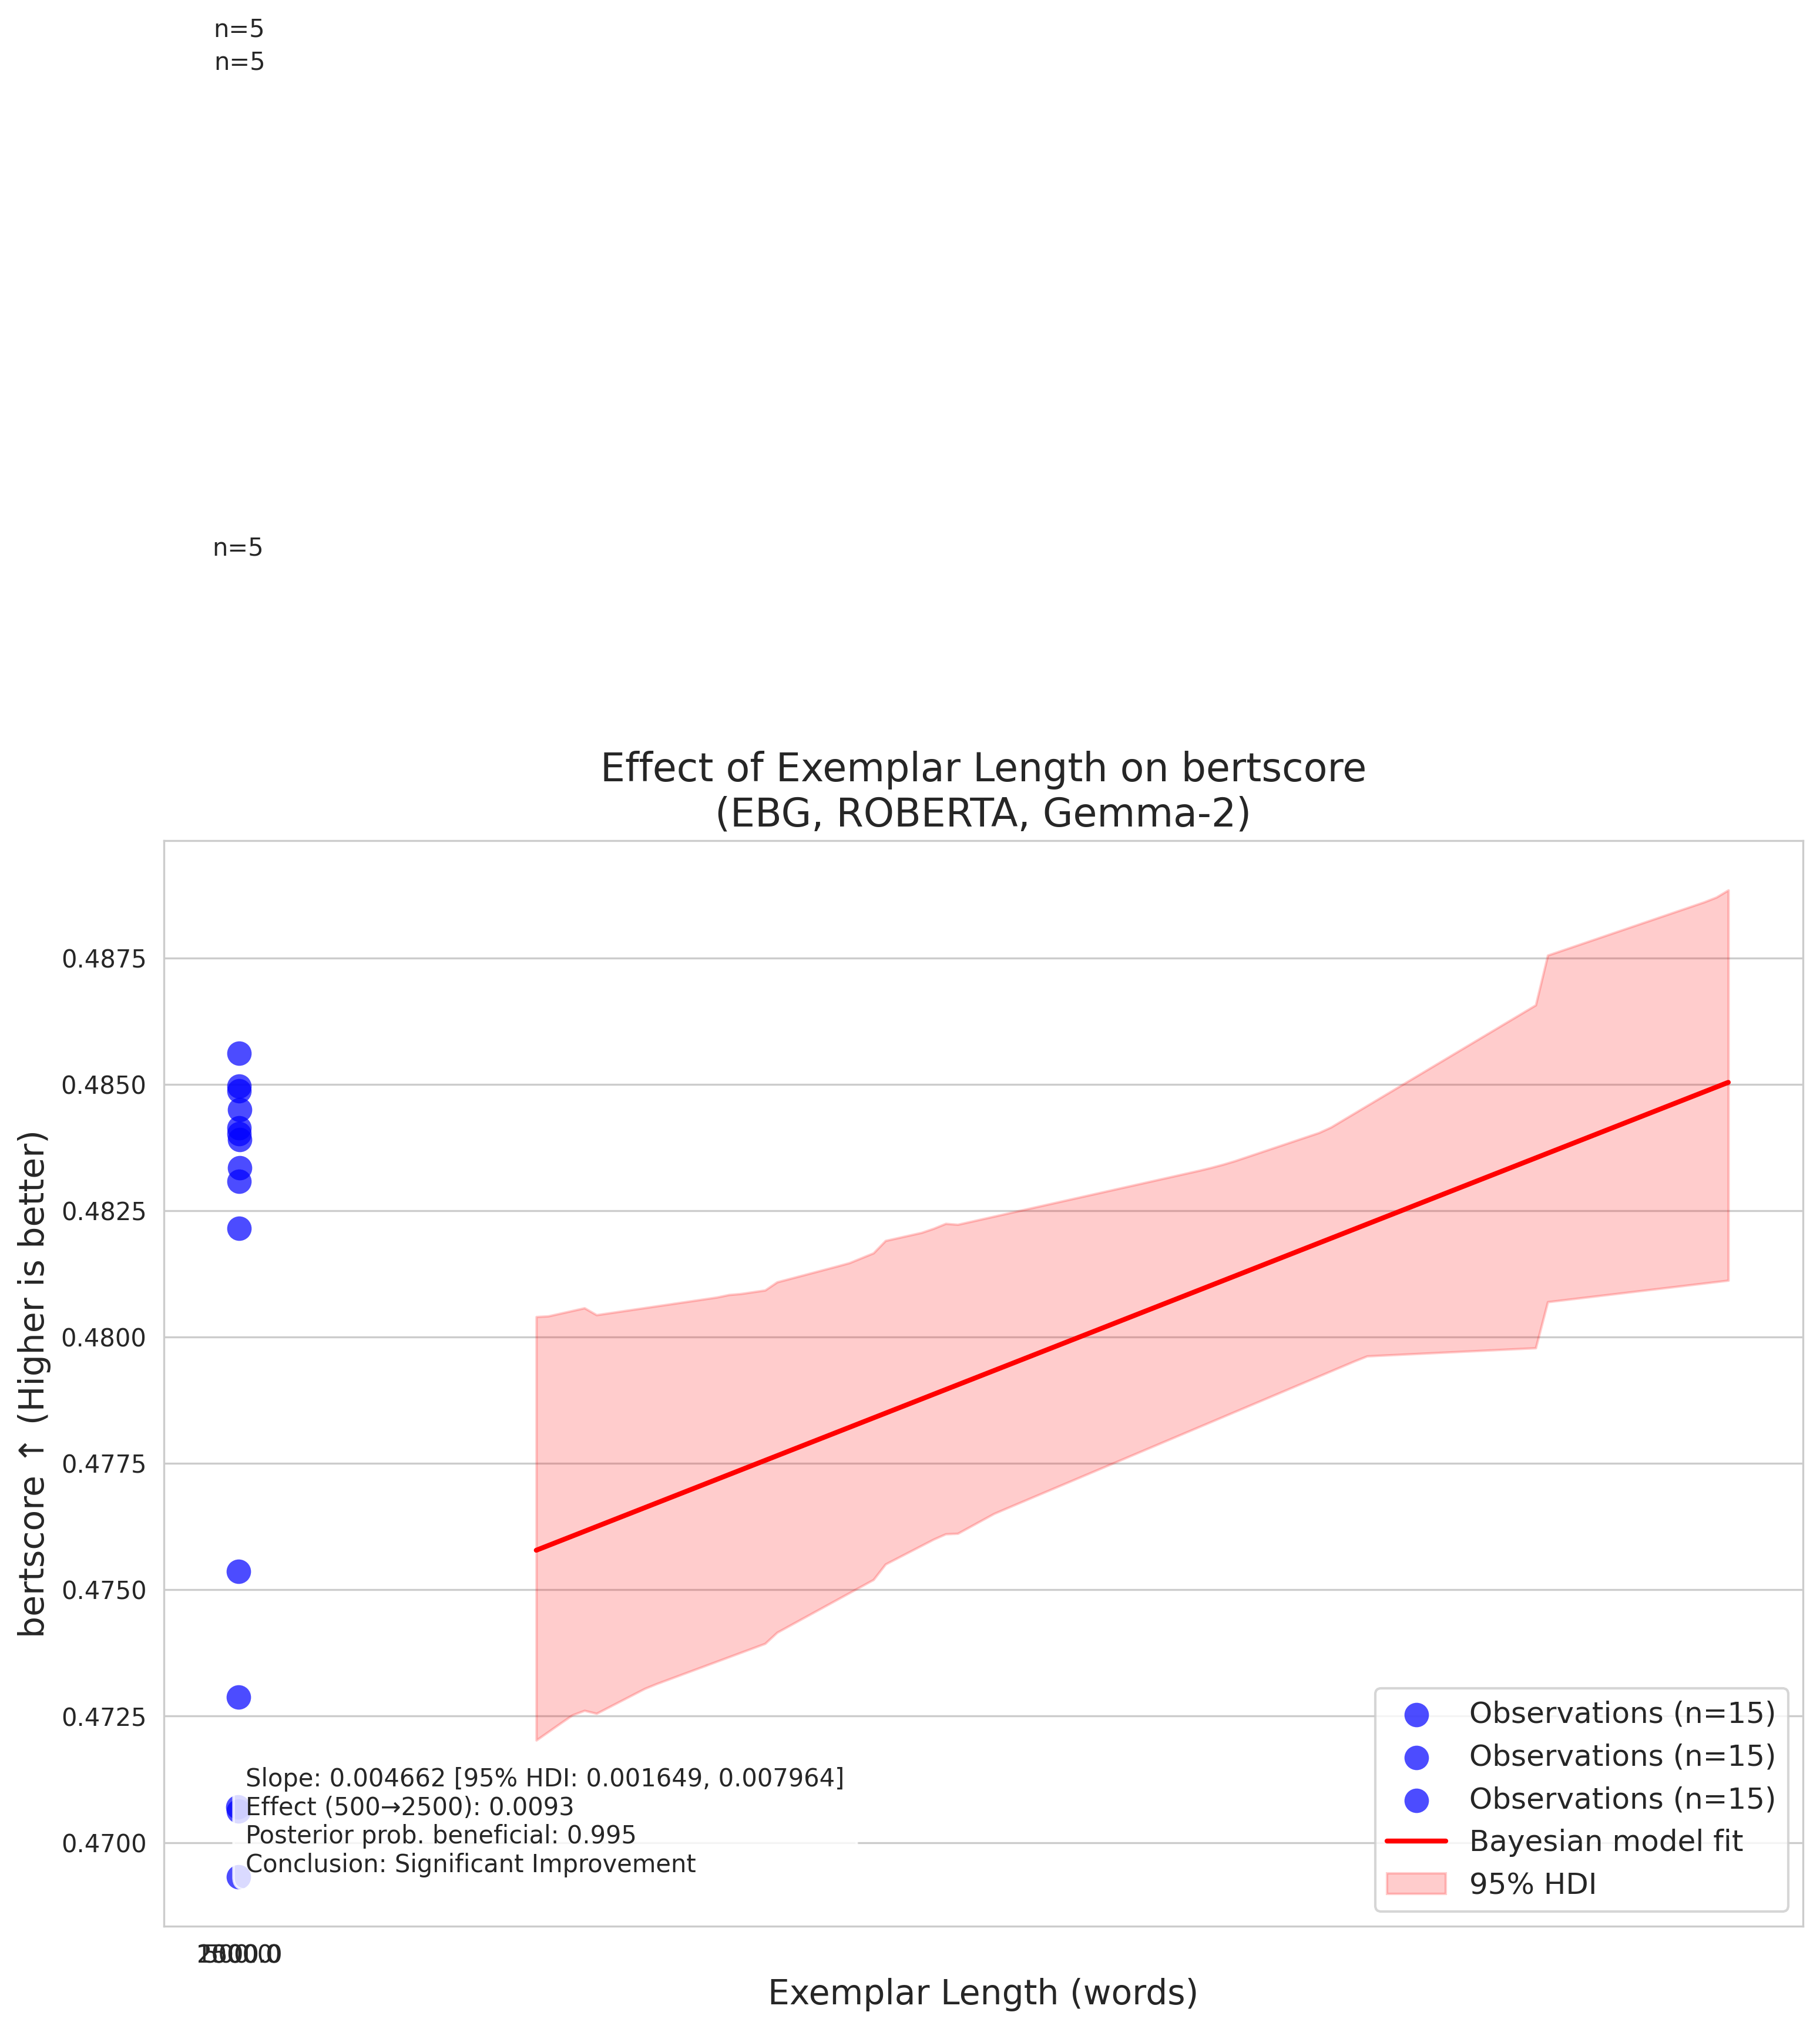 n=5
n=5
n=5
Effect of Exemplar Length on bertscore
(EBG, ROBERTA, Gemma-2)
bertscore ↑ (Higher is better)
0.4875
0.4850
0.4825
0.4800
0.4775
0.4750
0.4725
0.4700
Slope: 0.004662 [95% HDI: 0.001649, 0.007964]
Effect (500→2500): 0.0093
Posterior prob. beneficial: 0.995
Conclusion: Significant Improvement
Observations (n=15)
Observations (n=15)
Observations (n=15)
Bayesian model fit
95% HDI
Exemplar Length (words)